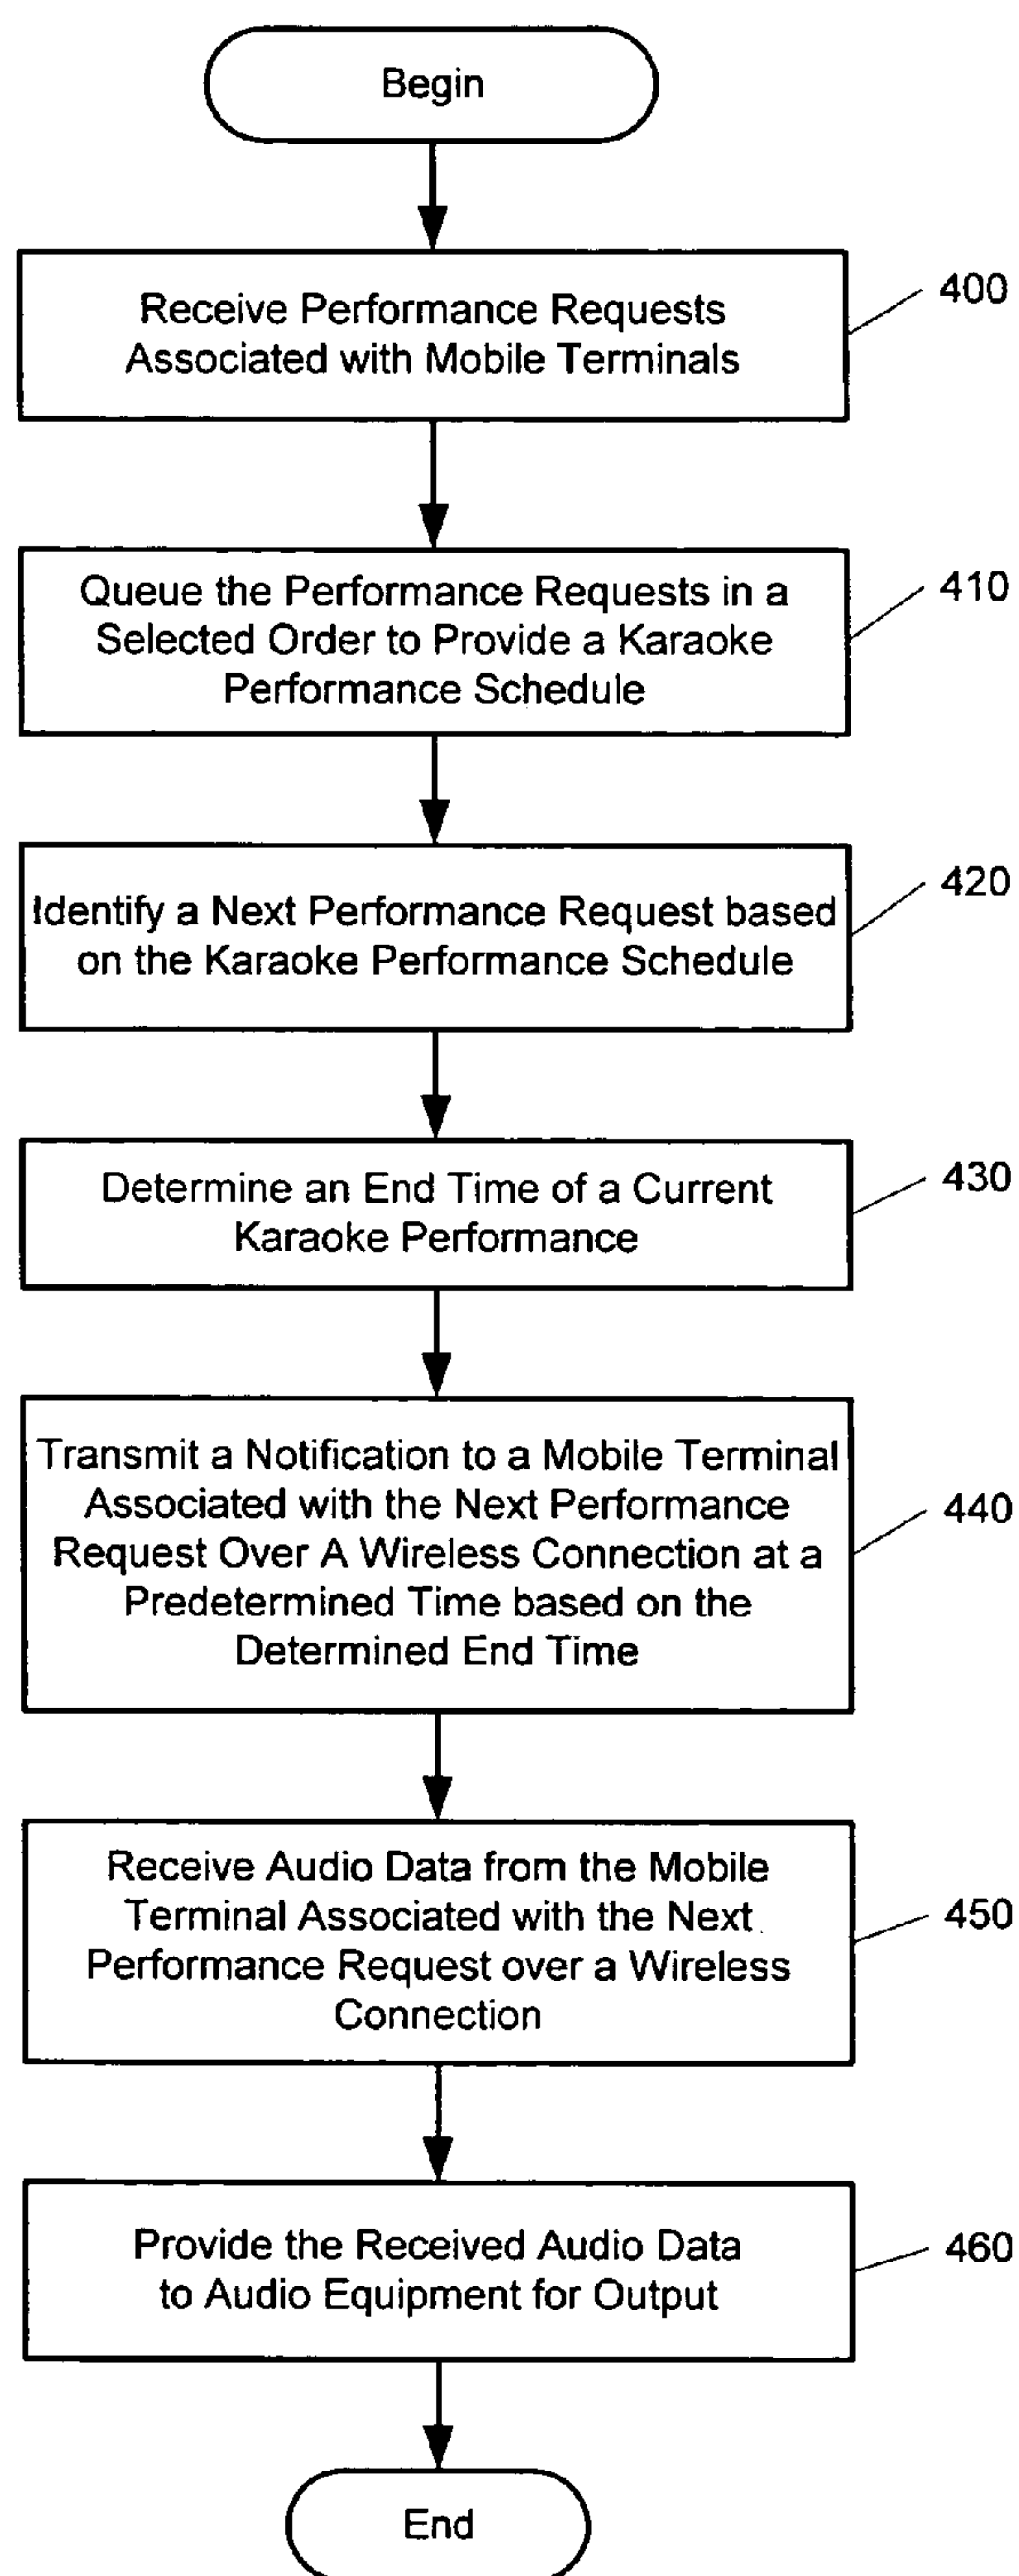 Begin
Receive Performance Requests
Associated with Mobile Terminals
400
Queue the Performance Requests in a
Selected Order to Provide a Karaoke
Performance Schedule
410
Identify a Next Performance Request based
on the Karaoke Performance Schedule
420
Determine an End Time of a Current
Karaoke Performance
430
Transmit a Notification to a Mobile Terminal
Associated with the Next Performance
Request Over A Wireless Connection at a
Predetermined Time based on the
Determined End Time
440
Receive Audio Data from the Mobile
Terminal Associated with the Next
Performance Request over a Wireless
Connection
450
Provide the Received Audio Data
to Audio Equipment for Output
460
End